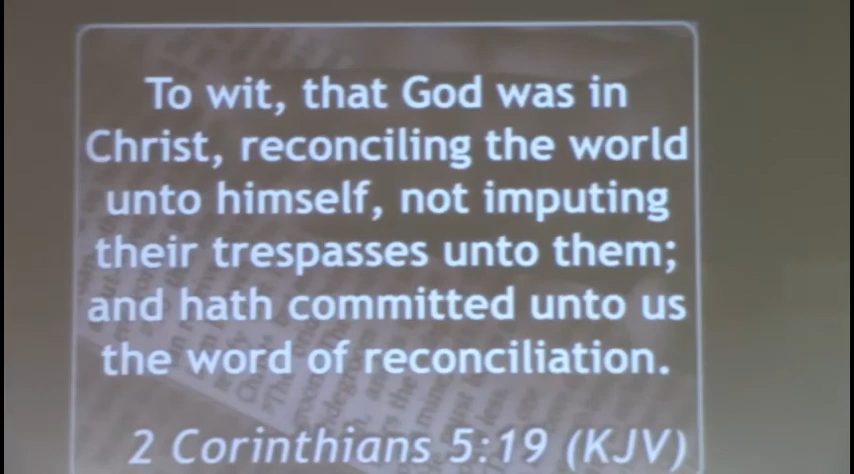 To wit, that God was in
Christ, reconciling the world
unto himself, not imputing
their trespasses unto them;
and hath committed unto us
the word of reconciliation.
2 Corinthians 5:19 (KJV)